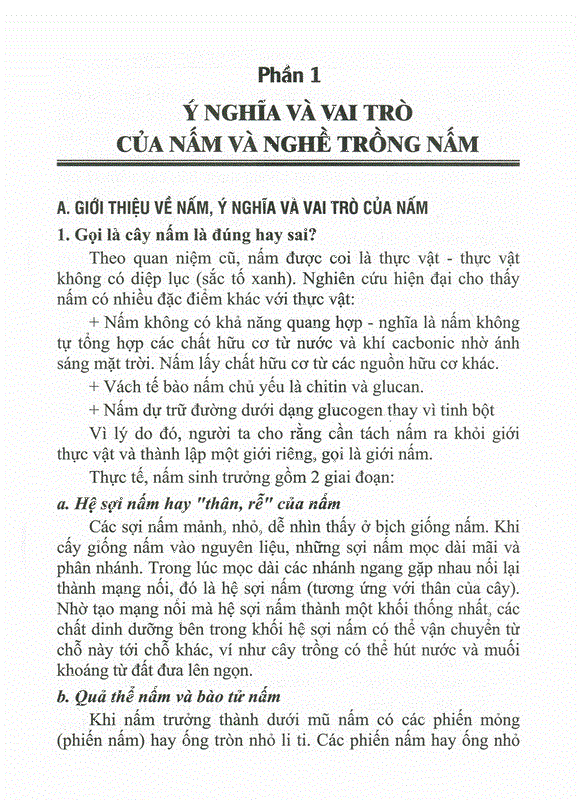 Phần 1
Ý NGHĨA VÀ VAI TRÒ
CỦA NẤM VÀ NGHỀ TRỒNG NẤM
A. GIỚI THIỆU VỀ NẤM, Ý NGHĨA VÀ VAI TRÒ CỦA NẤM
1. Gọi là cây nấm là đúng hay sai?
Theo quan niệm cũ, nấm được coi là thực vật - thực vật
không có diệp lục (sắc tố xanh). Nghiên cứu hiện đại cho thấy
nấm có nhiều đặc điểm khác với thực vật:
+ Nấm không có khả năng quang hợp - nghĩa là nấm không
tự tổng hợp các chất hữu cơ từ nước và khí cacbonic nhờ ánh
sáng mặt trời. Nấm lấy chất hữu cơ từ các nguồn hữu cơ khác.
+ Vách tế bào nấm chủ yếu là chitin và glucan.
+ Nấm dự trữ đường dưới dạng glucogen thay vì tinh bột
Vì lý do đó, người ta cho rằng cần tách nấm ra khỏi giới
thực vật và thành lập một giới riêng, gọi là giới nấm.
Thực tế, nấm sinh trưởng gồm 2 giai đoạn:
a. Hệ sợi nấm hay "thân, rễ" của nấm
Các sợi nấm mảnh, nhỏ, dễ nhìn thấy ở bịch giống nấm. Khi
cấy giống nấm vào nguyên liệu, những sợi nấm mọc dài mãi và
phân nhánh. Trong lúc mọc dài các nhánh ngang gặp nhau nối lại
thành mạng nối, đó là hệ sợi nấm (tương ứng với thân của cây).
Nhờ tạo mạng nối mà hệ sợi nấm thành một khối thống nhất, các
chất dinh dưỡng bên trong khối hệ sợi nấm có thể vận chuyển từ
chỗ này tới chỗ khác, ví như cây trồng có thể hút nước và muối
khoáng từ đất đưa lên ngọn.
b. Quả thể nấm và bào tử nấm
Khi nấm trưởng thành dưới mũ nấm có các phiến mỏng
(phiến nấm) hay ống tròn nhỏ li ti. Các phiến nấm hay ống nhỏ